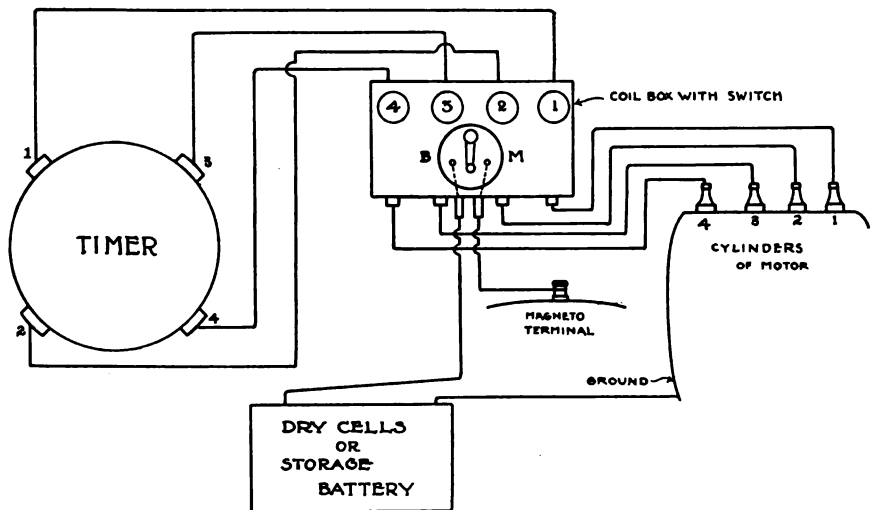 4 3 2 1
COIL BOX WITH SWITCH
B M
1 3
TIMER
2 4
4 3 2 1
CYLINDERS
OF MOTOR
MAGNETO
TERMINAL
GROUND
DRY CELLS
OR
STORAGE
BATTERY